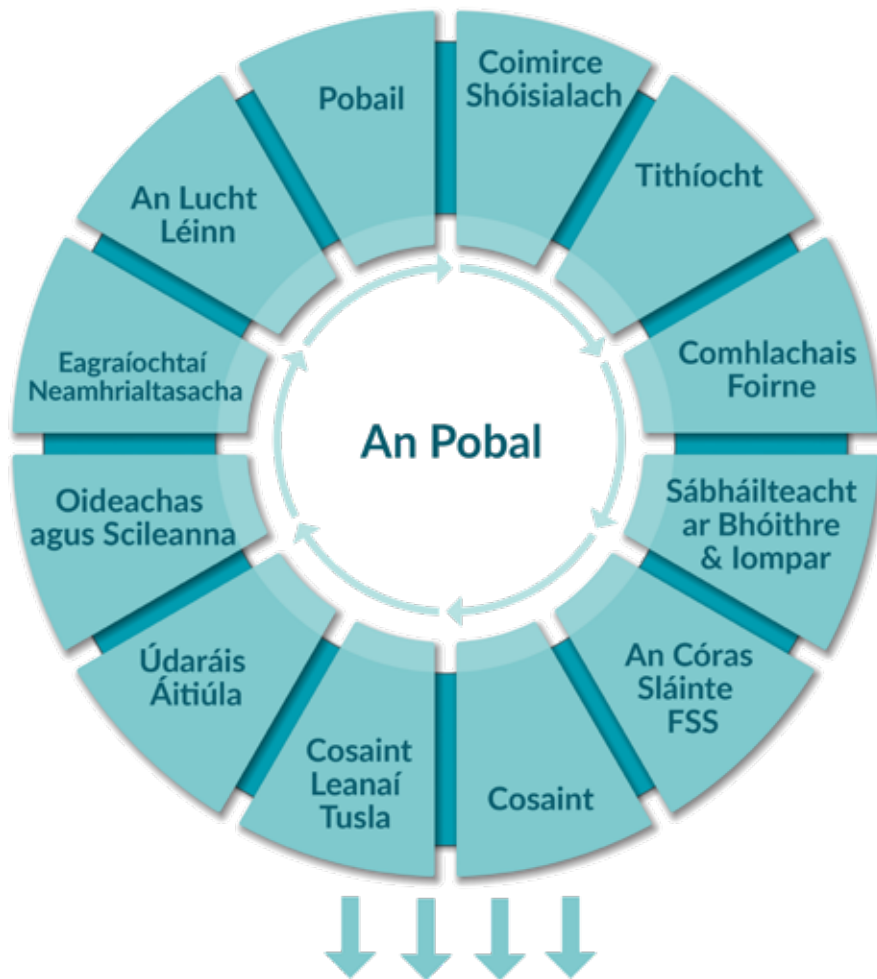 Coimirce
Shóisialach
Tithíocht
Comhlachais
Foirne
Sábháilteacht
ar Bhóithre
& Iompar
An Córas
Sláinte
FSS
Cosaint
Cosaint
Leanaí
Tusla
Údaráis
Áitiúla
Oideachas
agus Scileanna
Eagraíochtaí
Neamhrialtasacha
An Lucht
Léinn
Pobail
An Pobal